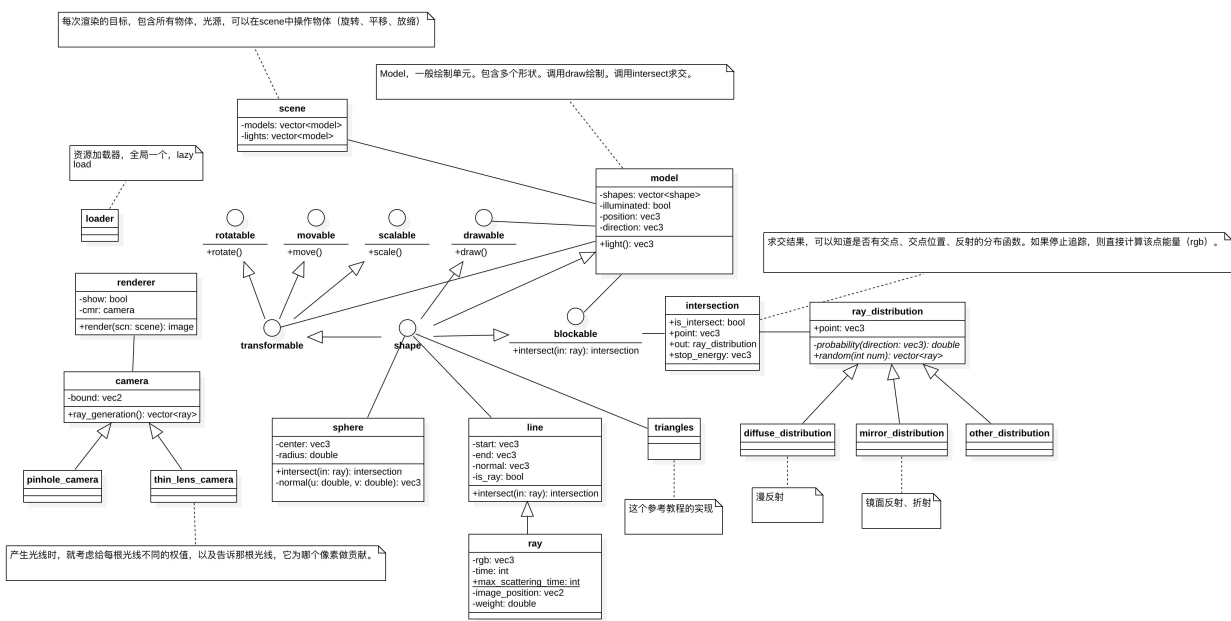 每次渲染的目标，包含所有物体，光源，可以在scene中操作物体（旋转、平移、放缩）
Model，一般绘制单元。包含多个形状。调用draw绘制。调用intersect求交。
scene
-models: vector<model>
-lights: vector<model>
资源加载器，全局一个，lazy
load
loader
model
-shapes: vector<shape>
-illuminated: bool
-position: vec3
-direction: vec3
+light(): vec3
rotatable
+rotate()
movable
+move()
scalable
+scale()
drawable
+draw()
求交结果，可以知道是否有交点、交点位置、反射的分布函数。如果停止追踪，则直接计算该点能量（rgb）。
renderer
-show: bool
-cmr: camera
+render(scn: scene): image
transformable
shape
blockable
+intersect(in: ray): intersection
intersection
+is_intersect: bool
+point: vec3
+out: ray_distribution
+stop_energy: vec3
ray_distribution
+point: vec3
-probability(direction: vec3): double
+random(int num): vector<ray>
camera
-bound: vec2
+ray_generation(): vector<ray>
sphere
-center: vec3
-radius: double
+intersect(in: ray): intersection
-normal(u: double, v: double): vec3
line
-start: vec3
-end: vec3
-normal: vec3
-is_ray: bool
+intersect(in: ray): intersection
triangles
diffuse_distribution
mirror_distribution
other_distribution
pinhole_camera
thin_lens_camera
这个参考教程的实现
漫反射
镜面反射、折射
产生光线时，就考虑给每根光线不同的权值，以及告诉那根光线，它为哪个像素做贡献。
ray
-rgb: vec3
-time: int
+max_scattering_time: int
-image_position: vec2
-weight: double